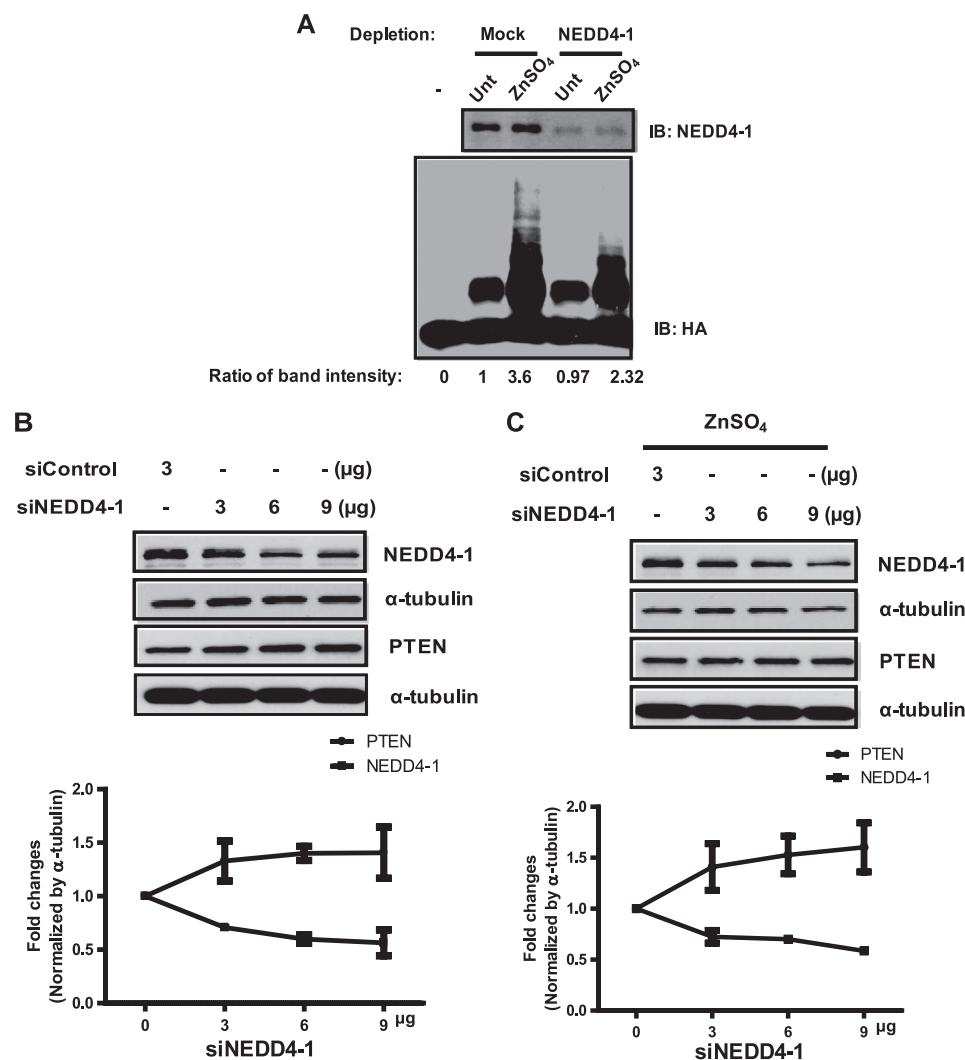 A
Depletion: Mock NEDD4-1
- Unt ZnSO₄ Unt ZnSO₄
IB: NEDD4-1
IB: HA
Ratio of band intensity: 0 1 3.6 0.97 2.32
B
siControl 3 - - - (µg)
siNEDD4-1 - 3 6 9 (µg)
NEDD4-1
α-tubulin
PTEN
α-tubulin
PTEN
NEDD4-1
Fold changes
(Normalized by α-tubulin)
2.0
1.5
1.0
0.5
0.0
0 3 6 9 µg
siNEDD4-1
C
ZnSO₄
siControl 3 - - - (µg)
siNEDD4-1 - 3 6 9 (µg)
NEDD4-1
α-tubulin
PTEN
α-tubulin
PTEN
NEDD4-1
Fold changes
(Normalized by α-tubulin)
2.0
1.5
1.0
0.5
0.0
0 3 6 9 µg
siNEDD4-1